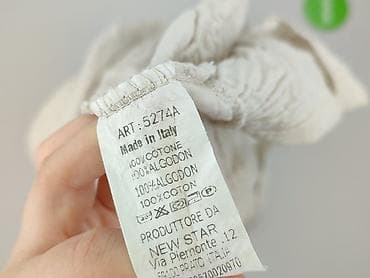 ART: 5274A
Made in Italy
100%COTONE
100%ALGODON
100%ALGODON
100%COTON
PRODUTTORE DA
NEW STAR
Via Piemonte .12